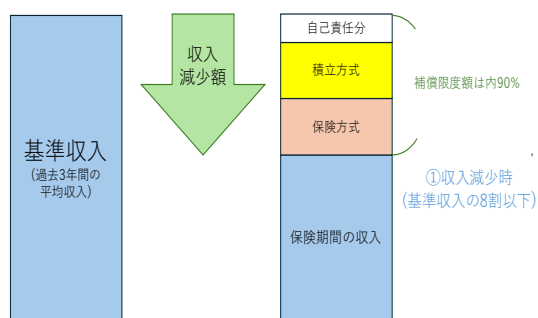 基準収入
(過去3年間の
平均収入)
収入
減少額
自己責任分
積立方式
保険方式
保険期間の収入
補償限度額は内90%
①収入減少時
(基準収入の8割以下)